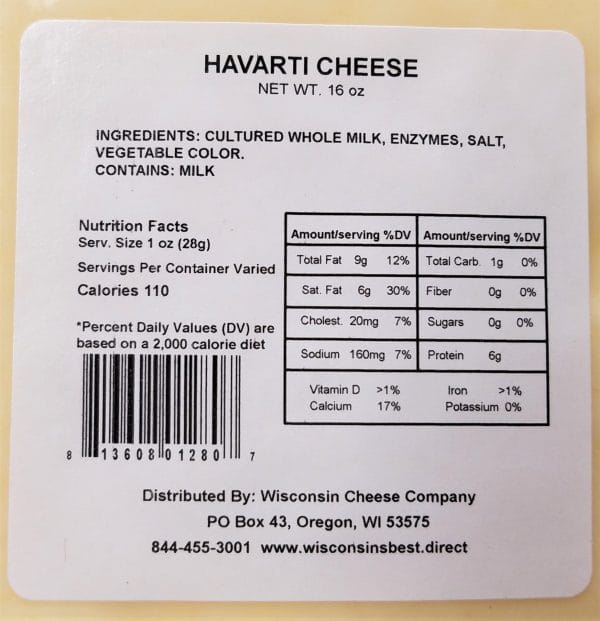 HAVARTI CHEESE
NET WT. 16 oz
INGREDIENTS: CULTURED WHOLE MILK, ENZYMES, SALT,
VEGETABLE COLOR.
CONTAINS: MILK
Nutrition Facts
Serv. Size 1 oz (28g)
Servings Per Container Varied
Calories 110
*Percent Daily Values (DV) are
based on a 2,000 calorie diet
Amount/serving %DV Amount/serving %DV
Total Fat 9g 12% Total Carb. 1g 0%
Sat. Fat 6g 30% Fiber 0g 0%
Cholest. 20mg 7% Sugars 0g 0%
Sodium 160mg 7% Protein 6g
Vitamin D >1% Iron >1%
Calcium 17% Potassium 0%
8 13608 01280 7
Distributed By: Wisconsin Cheese Company
PO Box 43, Oregon, WI 53575
844-455-3001 www.wisconsinsbest.direct